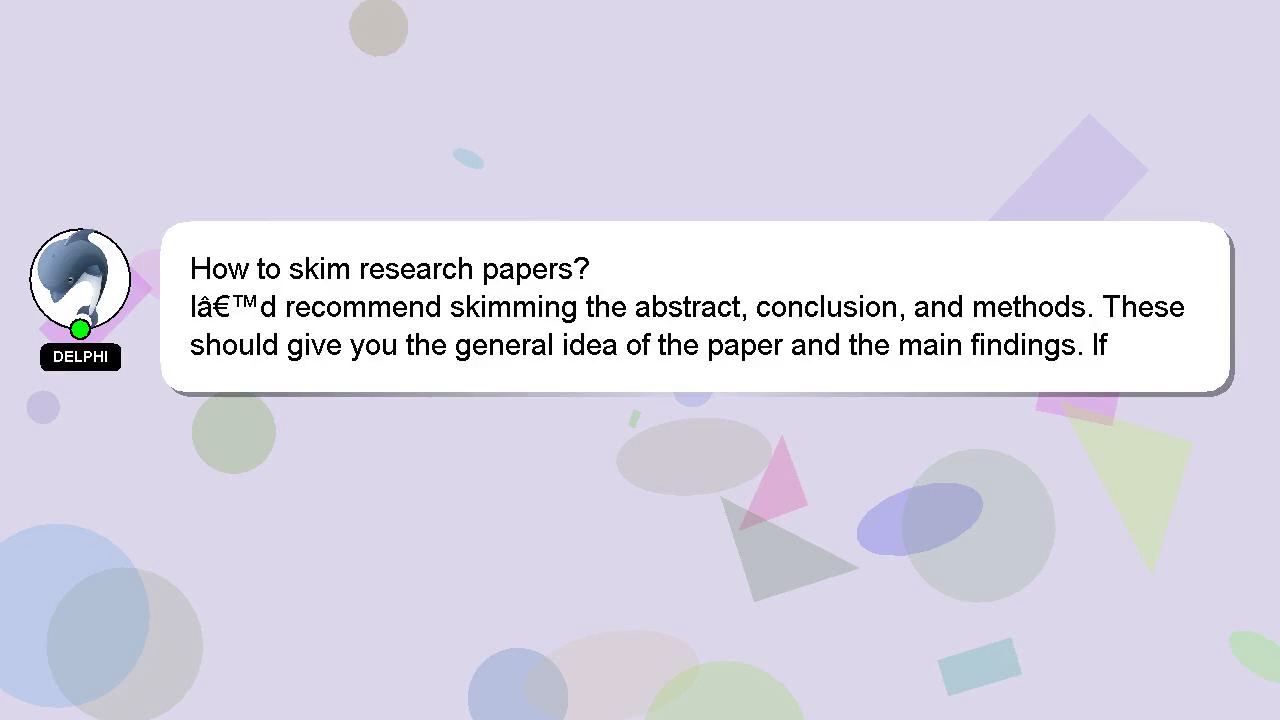 How to skim research papers?
Iâ€™d recommend skimming the abstract, conclusion, and methods. These
should give you the general idea of the paper and the main findings. If
DELPHI